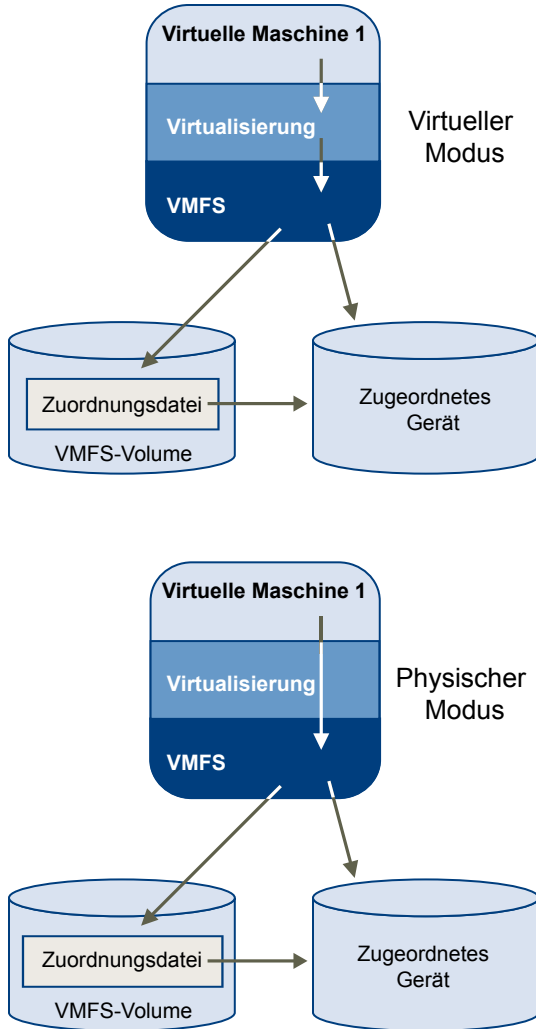 Virtuelle Maschine 1
Virtualisierung
VMFS
Virtueller
Modus
Zuordnungsdatei
VMFS-Volume
Zugeordnetes
Gerät
Virtuelle Maschine 1
Virtualisierung
VMFS
Physischer
Modus
Zuordnungsdatei
VMFS-Volume
Zugeordnetes
Gerät